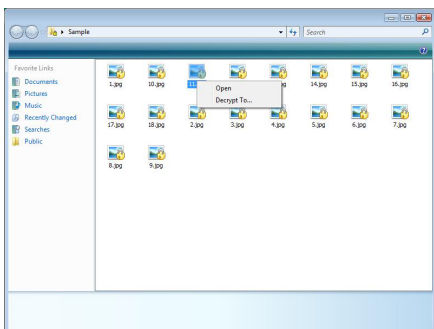 Sample
Search
Favorite Links
Documents
Pictures
Music
Recently Changed
Searches
Public
1.jpg
10.jpg
11.
14.jpg
15.jpg
16.jpg
Open
Decrypt To...
17.jpg
18.jpg
2.jpg
3.jpg
4.jpg
5.jpg
6.jpg
7.jpg
8.jpg
9.jpg